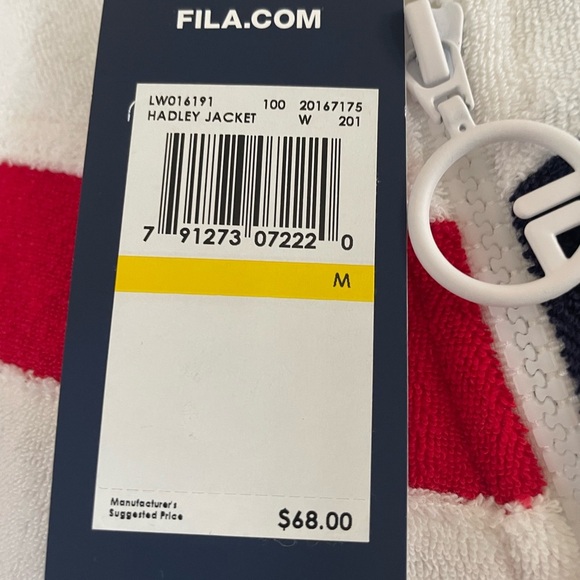 FILA.COM
LW016191 100 20167175
HADLEY JACKET W 201
7 91273 07222 0
M
Manufacturer's
Suggested Price
$68.00